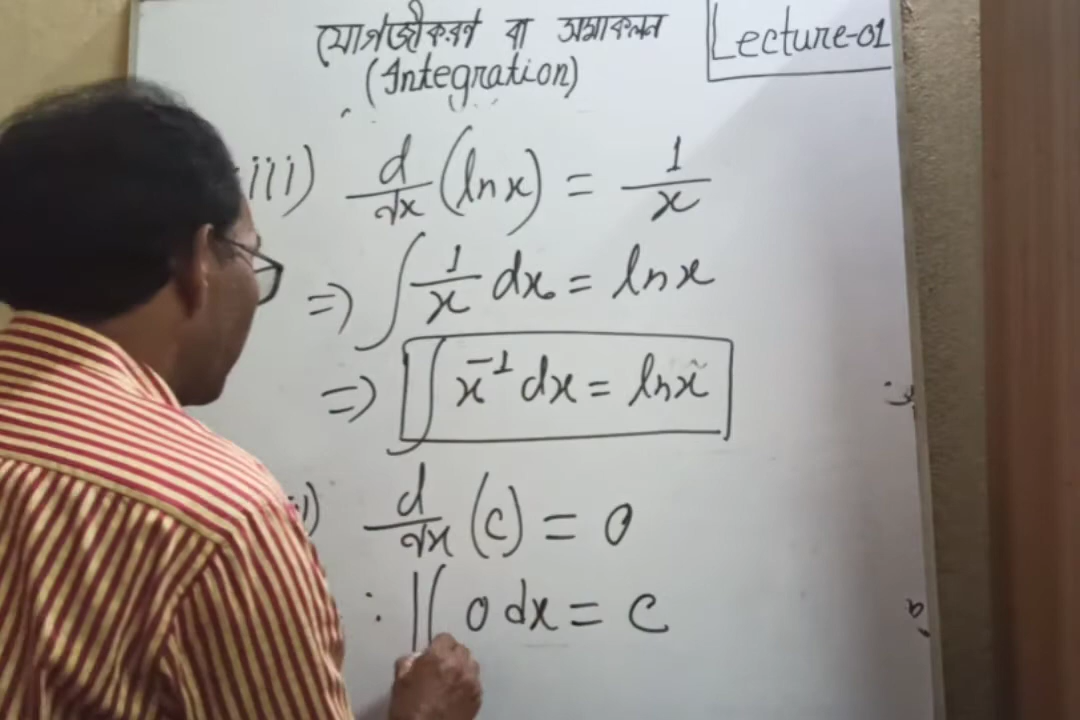 যোগজীকরণ বা সমাকলন
(Integration)
Lecture-01
iii) d/dx (ln x) = 1/x
=> ∫ 1/x dx = ln x
=> ∫ x⁻¹ dx = ln x
d/dx (c) = 0
∫ 0 dx = c